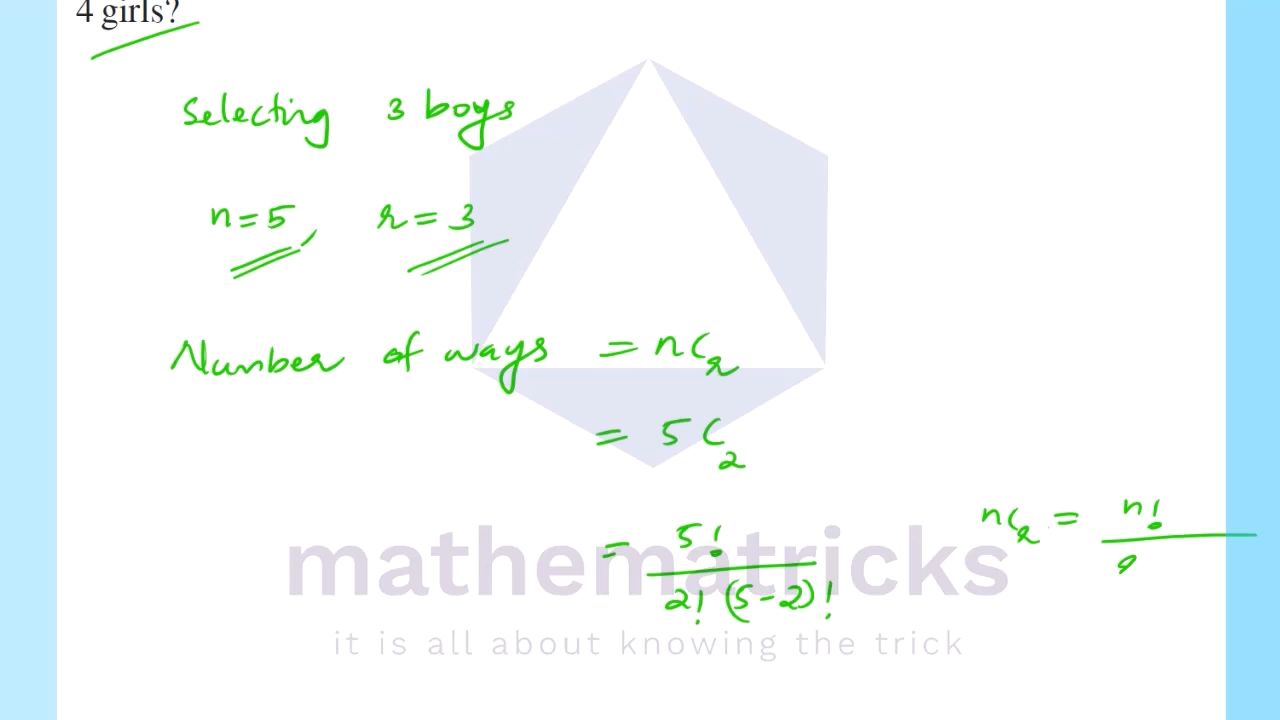 4 girls?
Selecting 3 boys
n=5, r=3
Number of ways = nCr
= 5C2
= 5! / 2! (5-2)!
nCr = n! /
mathematricks
it is all about knowing the trick